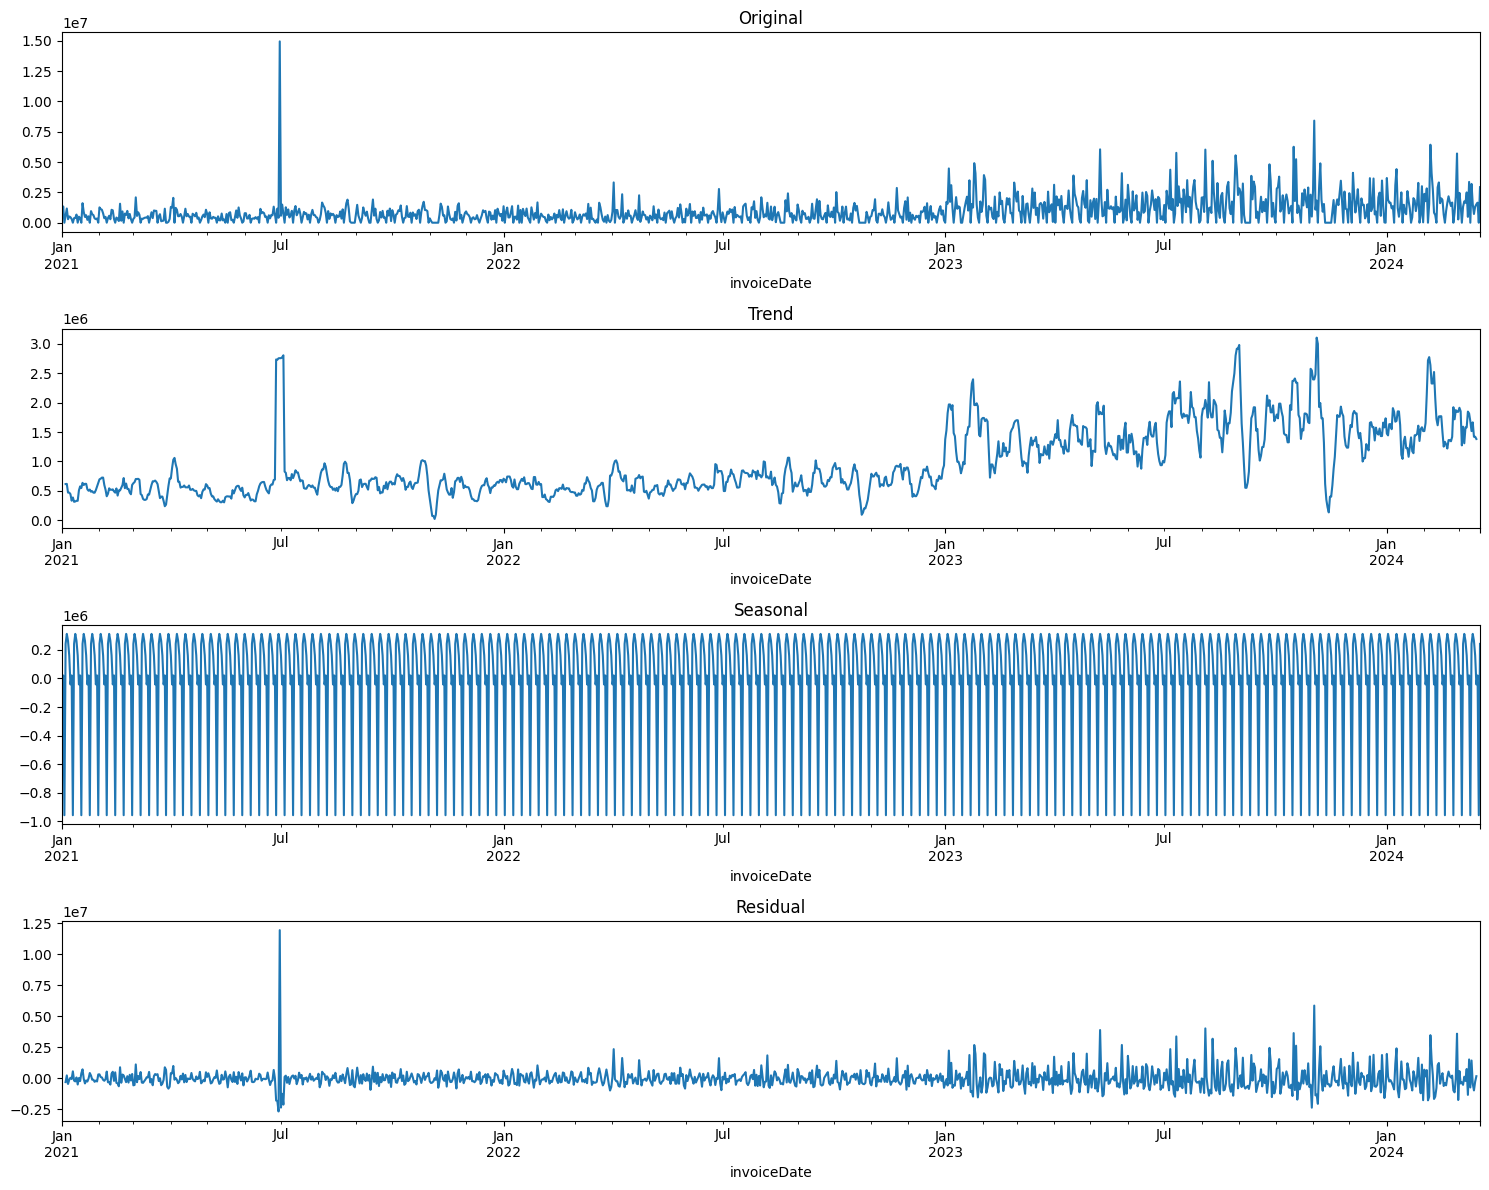 Original
1e7
1.50
1.25
1.00
0.75
0.50
0.25
0.00
Jan
2021
Jul
Jan
2022
Jul
Jan
2023
Jul
Jan
2024
invoiceDate
Trend
1e6
3.0
2.5
2.0
1.5
1.0
0.5
0.0
Jan
2021
Jul
Jan
2022
Jul
Jan
2023
Jul
Jan
2024
invoiceDate
Seasonal
1e6
0.2
0.0
−0.2
−0.4
−0.6
−0.8
−1.0
Jan
2021
Jul
Jan
2022
Jul
Jan
2023
Jul
Jan
2024
invoiceDate
Residual
1e7
1.25
1.00
0.75
0.50
0.25
0.00
−0.25
Jan
2021
Jul
Jan
2022
Jul
Jan
2023
Jul
Jan
2024
invoiceDate